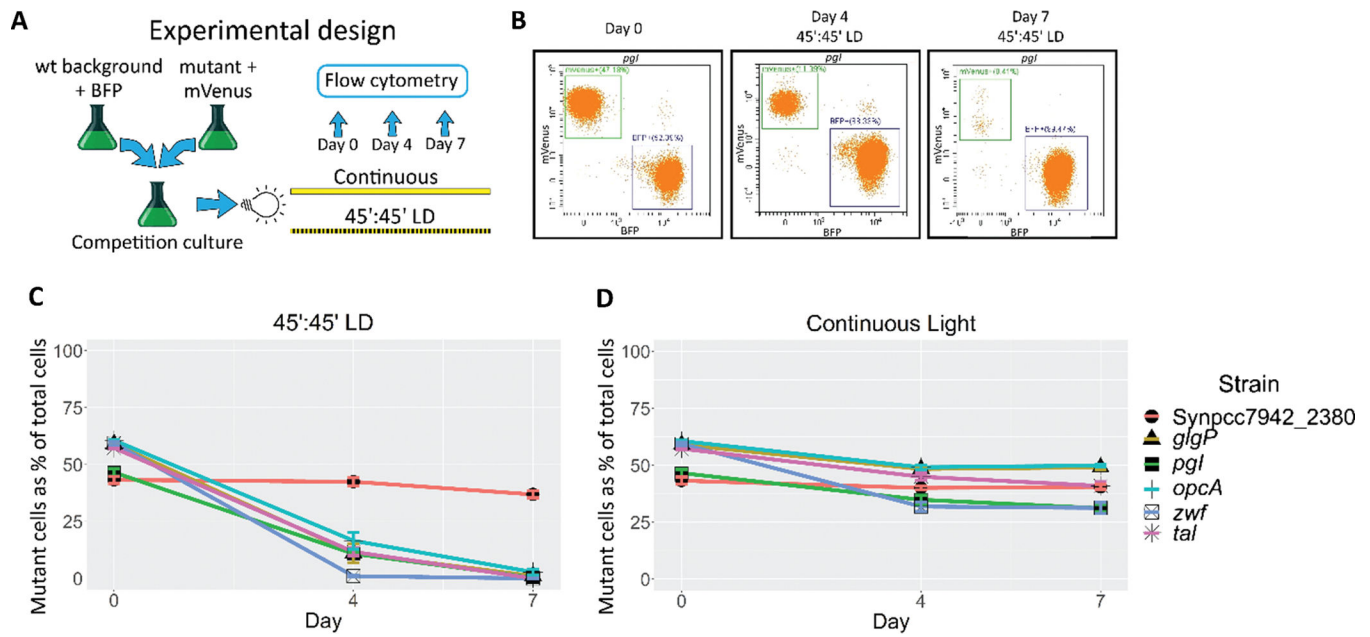 A
Experimental design
wt background
+ BFP
mutant +
mVenus
Flow cytometry
Day 0
Day 4
Day 7
Continuous
45':45' LD
Competition culture
B
Day 0
Day 4
45':45' LD
Day 7
45':45' LD
pgl
pgl
pgl
mVenus
mVenus
mVenus
BFP
BFP
BFP
C
45':45' LD
Mutant cells as % of total cells
100
75
50
25
0
0
4
7
Day
D
Continuous Light
Mutant cells as % of total cells
100
75
50
25
0
0
4
7
Day
Strain
Synpcc7942_2380
glgP
pgl
opcA
zwf
tal